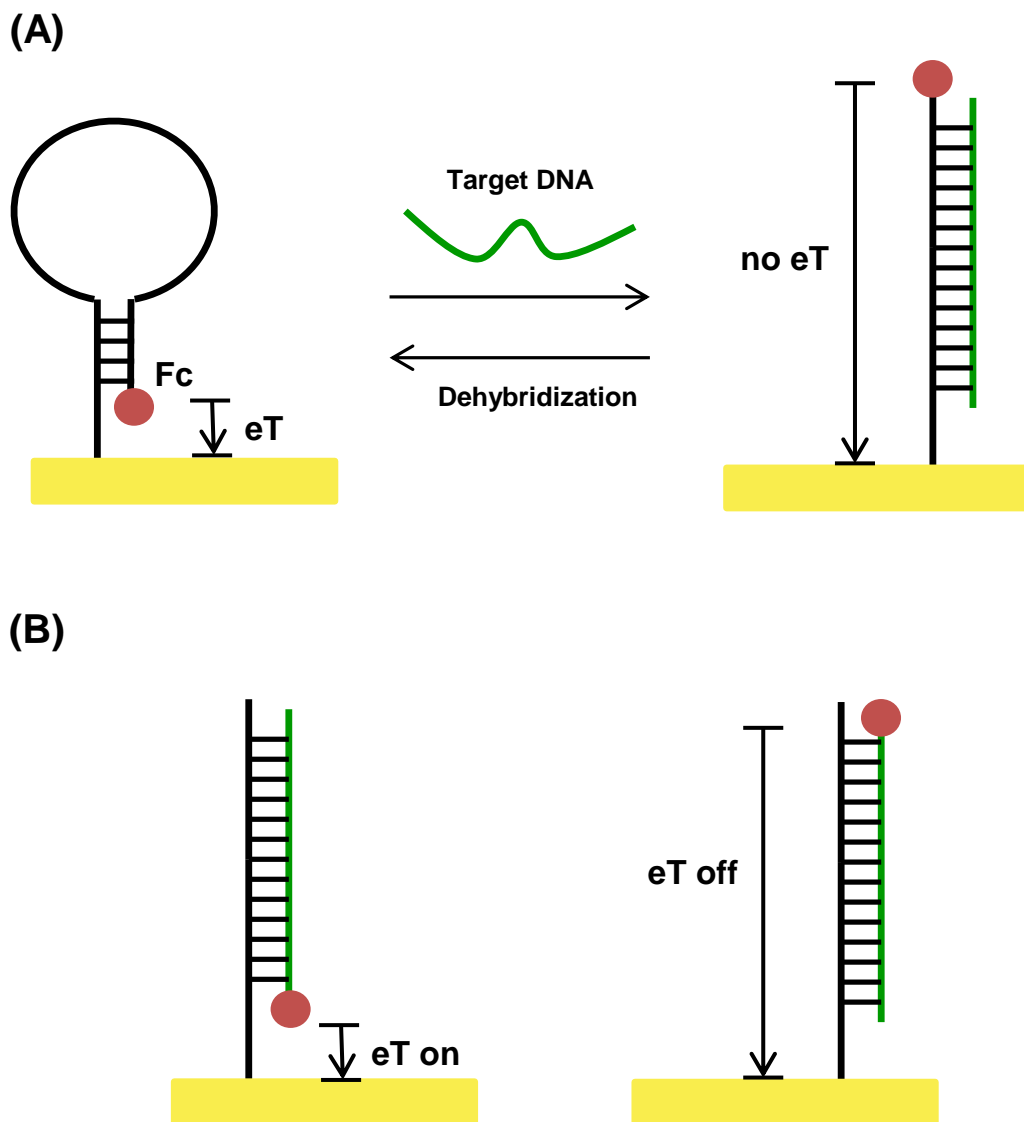 (A)
Target DNA
no eT
Fc
eT
Dehybridization
(B)
eT off
eT on